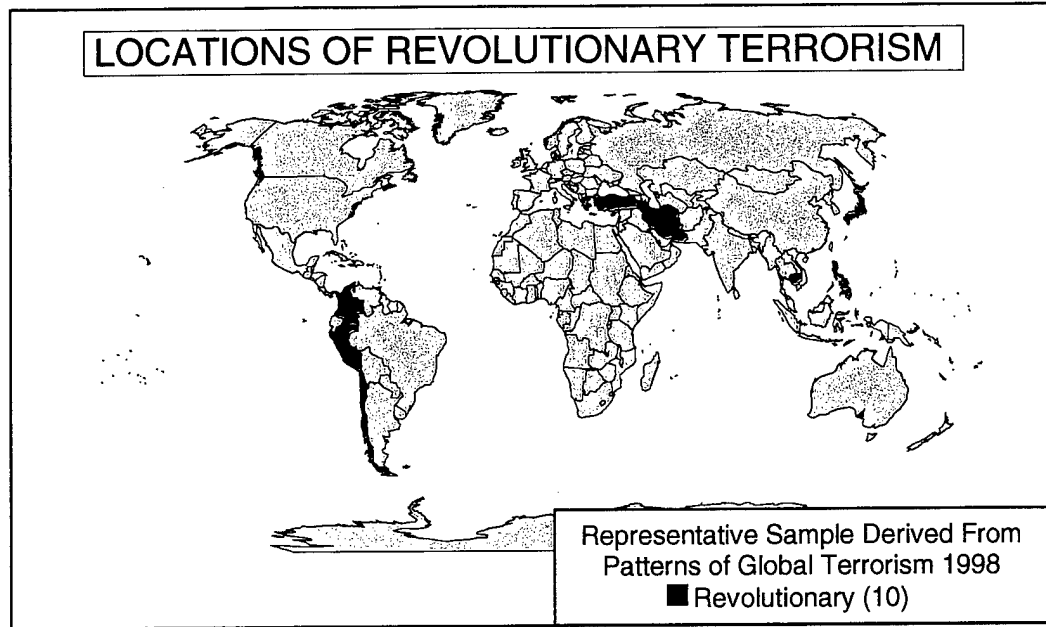 LOCATIONS OF REVOLUTIONARY TERRORISM
Representative Sample Derived From
Patterns of Global Terrorism 1998
Revolutionary (10)